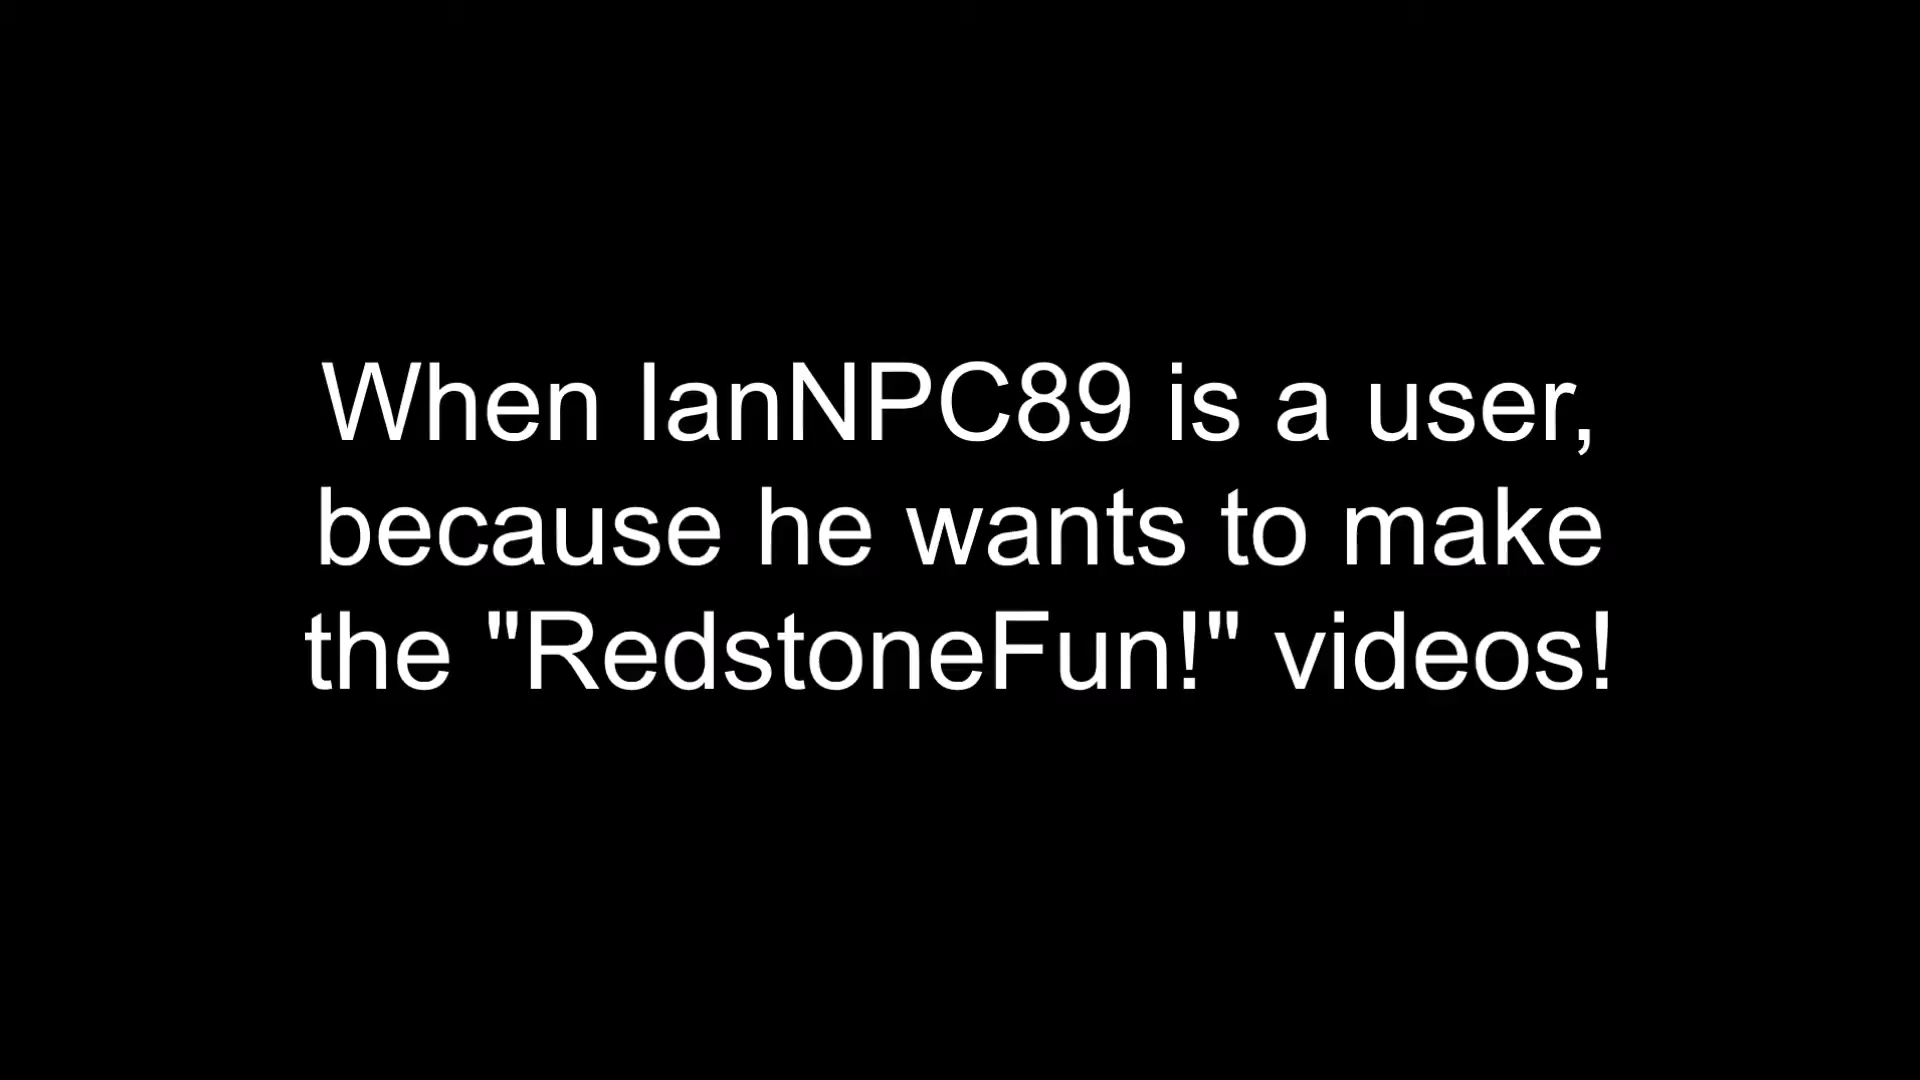 When IanNPC89 is a user,
because he wants to make
the "RedstoneFun!" videos!